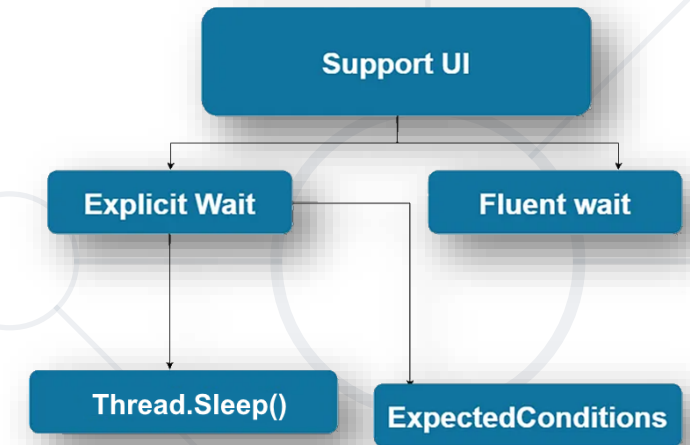 Support UI
Explicit Wait
Fluent wait
Thread.Sleep()
ExpectedConditions